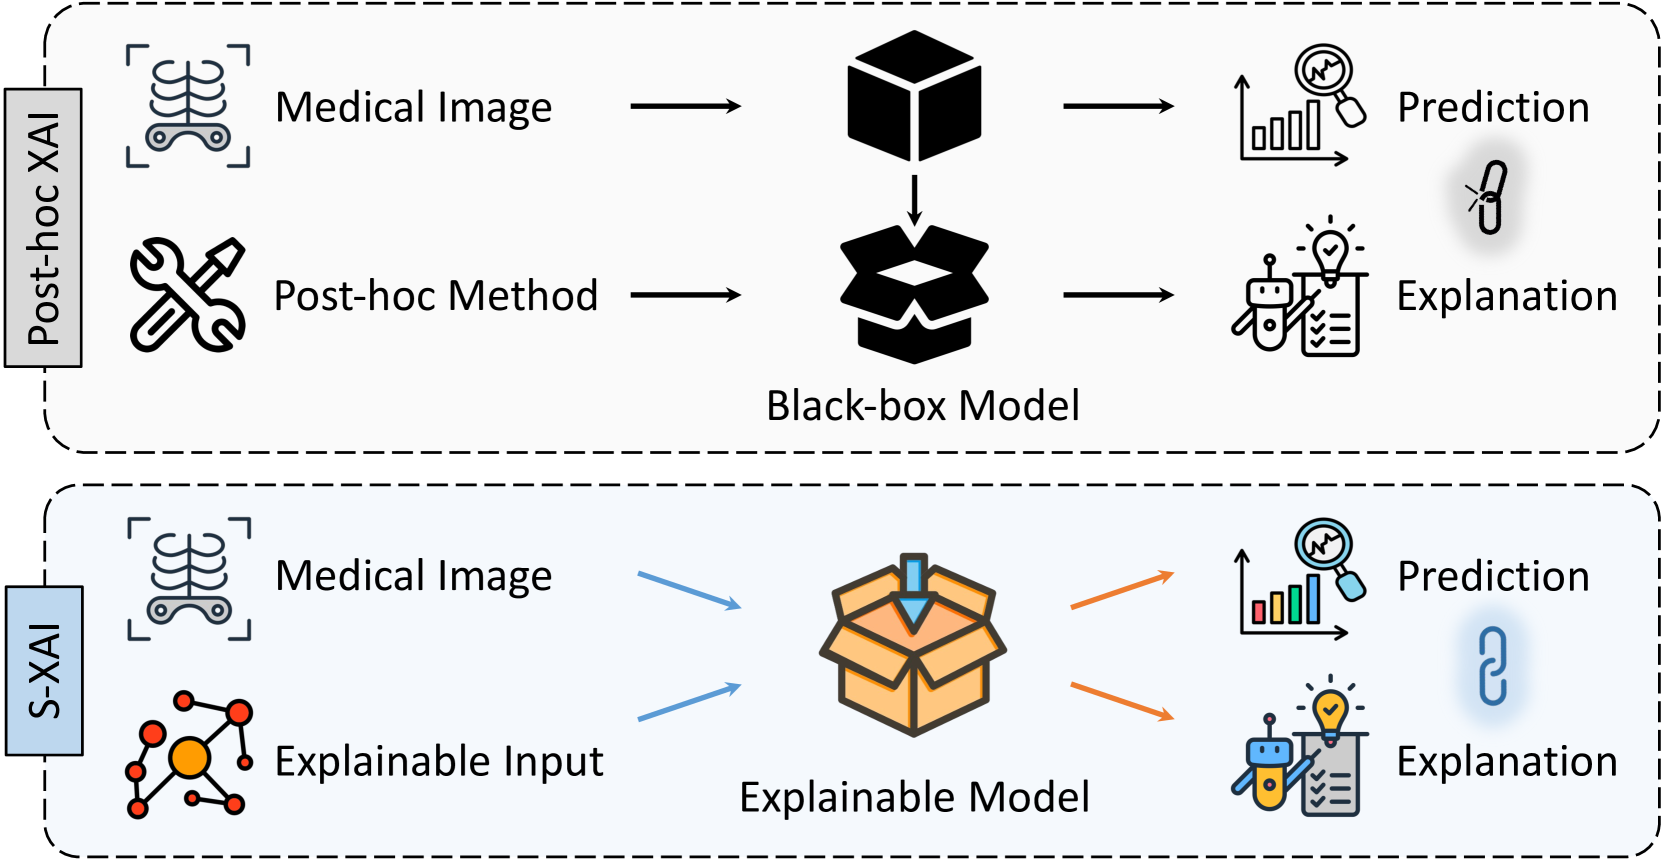 Post-hoc XAI
Medical Image
Prediction
Post-hoc Method
Explanation
Black-box Model
S-XAI
Medical Image
Prediction
Explainable Input
Explanation
Explainable Model